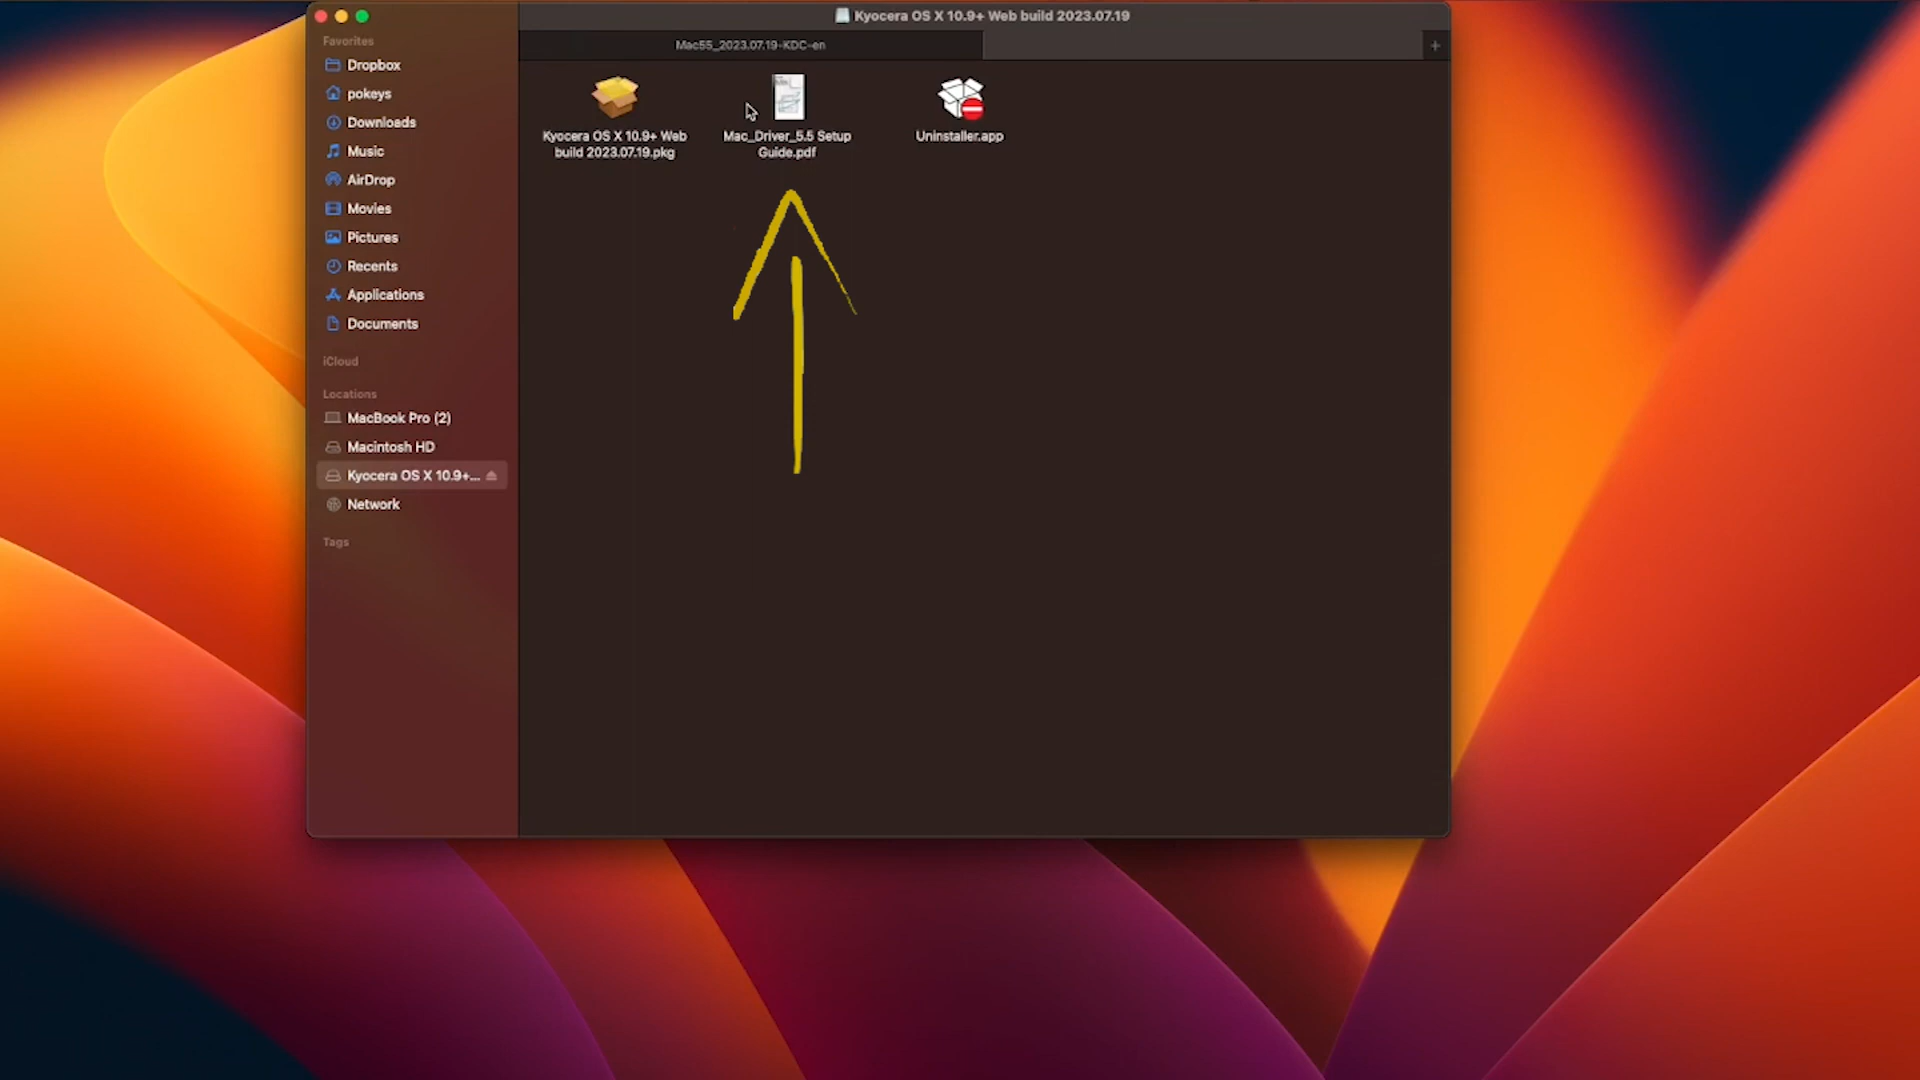 Kyocera OS X 10.9+ Web build 2023.07.19
Mac55_2023.07.19-KDC-en
+
Favorites
Dropbox
pokeys
Downloads
Music
AirDrop
Movies
Pictures
Recents
Applications
Documents
iCloud
Locations
MacBook Pro (2)
Macintosh HD
Kyocera OS X 10.9+...
Network
Tags
Kyocera OS X 10.9+ Web
build 2023.07.19.pkg
Mac_Driver_5.5 Setup
Guide.pdf
Uninstaller.app